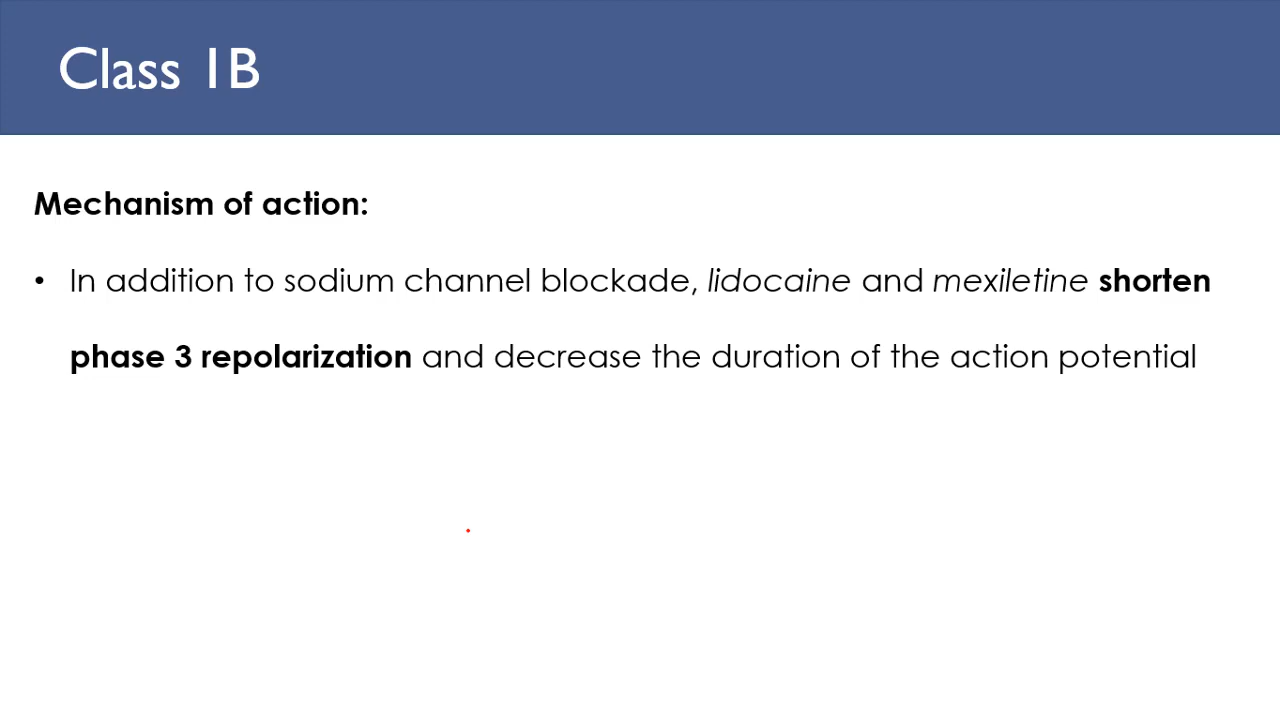 Class 1B
Mechanism of action:
• In addition to sodium channel blockade, lidocaine and mexiletine shorten
phase 3 repolarization and decrease the duration of the action potential